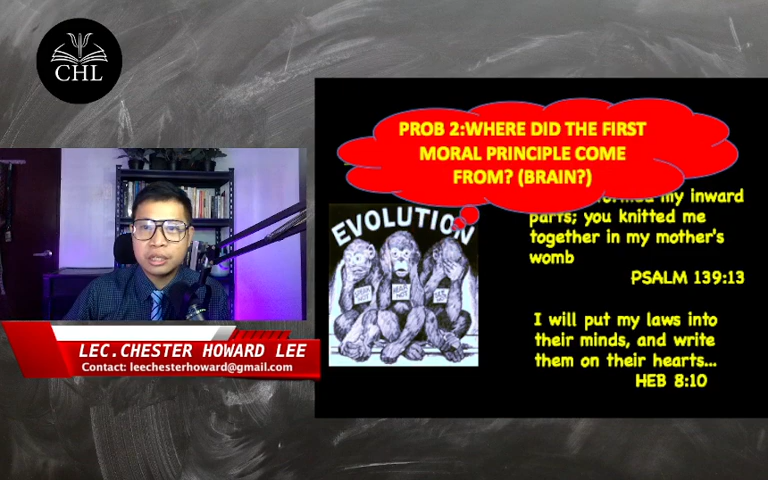 CHL
PROB 2:WHERE DID THE FIRST
MORAL PRINCIPLE COME
FROM? (BRAIN?)
my inward
parts; you knitted me
together in my mother's
womb
PSALM 139:13
EVOLUTION
HEAR
NOT
I will put my laws into
their minds, and write
them on their hearts...
HEB 8:10
LEC.CHESTER HOWARD LEE
Contact: leechesterhoward@gmail.com